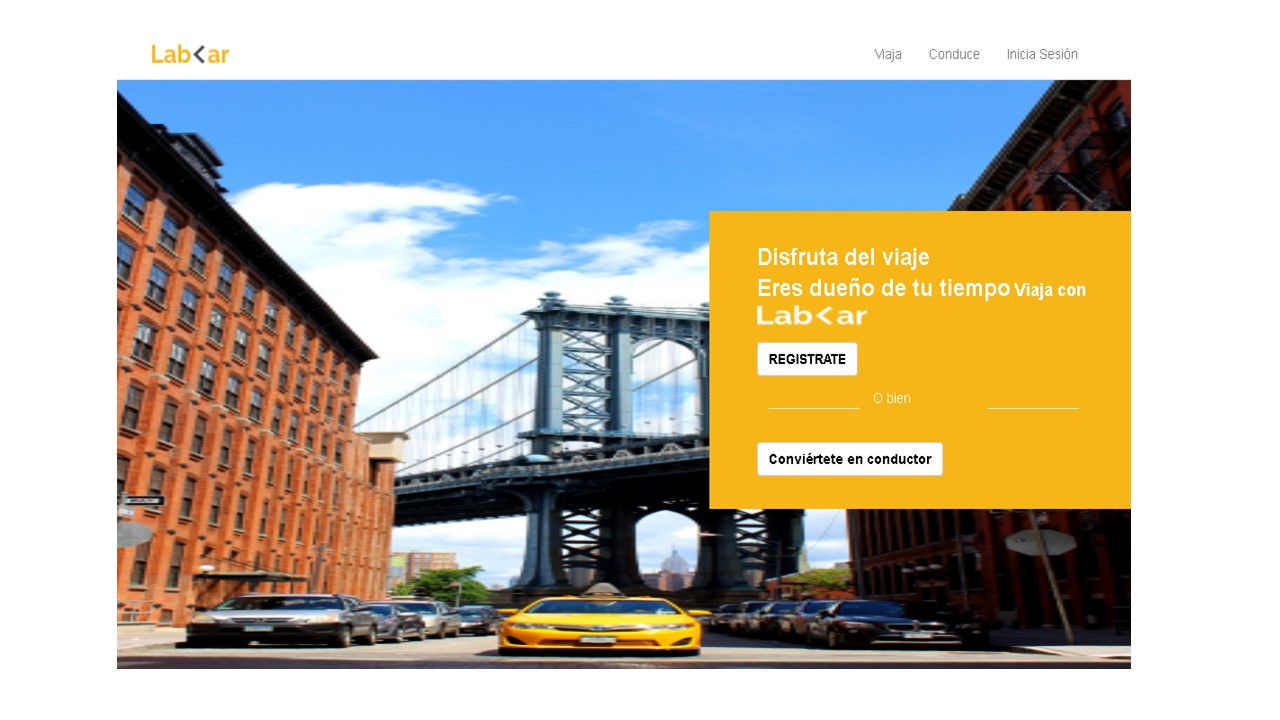 Lab<ar
Viaja Conduce Inicia Sesión
Disfruta del viaje
Eres dueño de tu tiempo Viaja con
Lab<ar
REGISTRATE
O bien
Conviértete en conductor